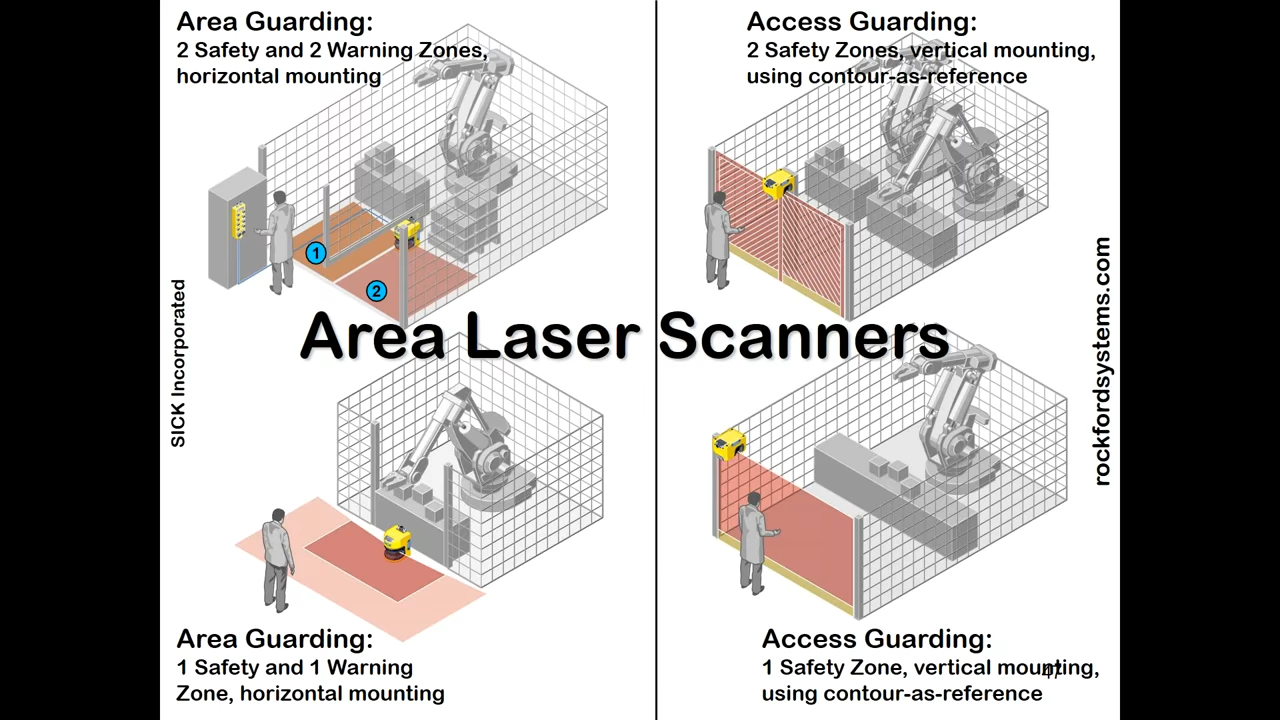 Area Guarding:
2 Safety and 2 Warning Zones,
horizontal mounting
Access Guarding:
2 Safety Zones, vertical mounting,
using contour-as-reference
1
2
Area Laser Scanners
SICK Incorporated
rockfordsystems.com
Area Guarding:
1 Safety and 1 Warning
Zone, horizontal mounting
Access Guarding:
1 Safety Zone, vertical mounting,
using contour-as-reference
47